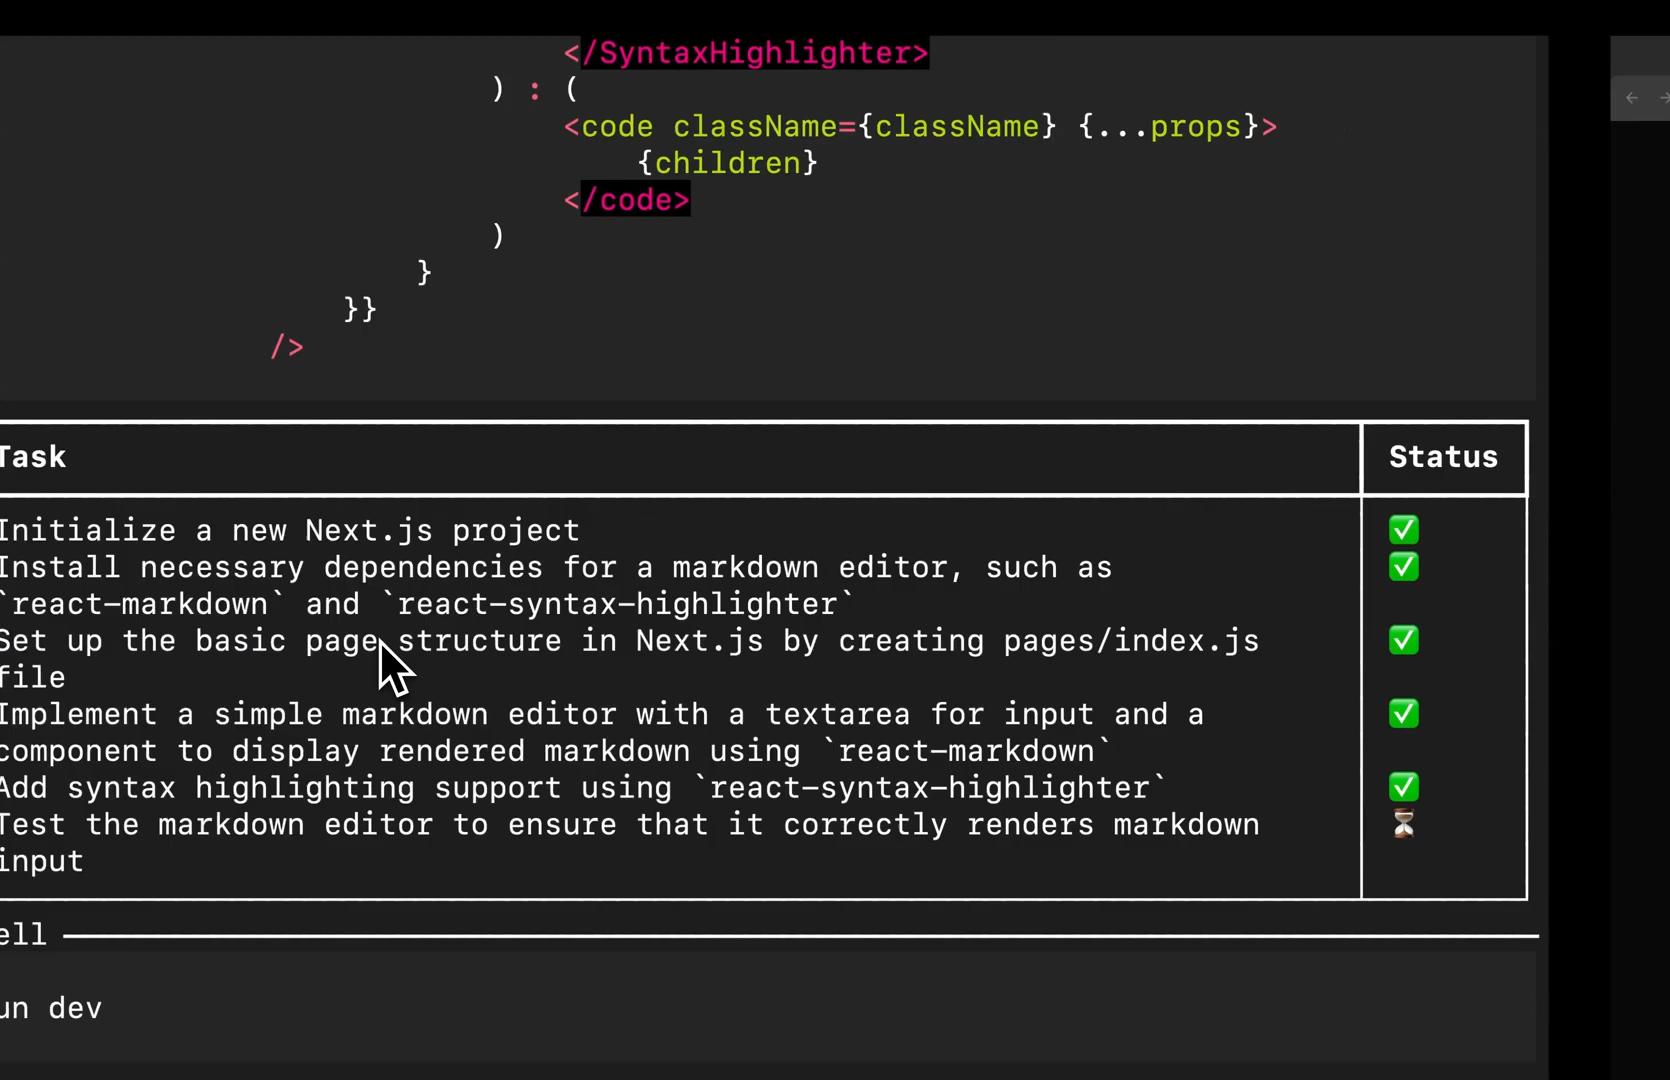 </SyntaxHighlighter>
) : (
<code className={className} {...props}>
{children}
</code>
)
}
}}
/>
Task Status
Initialize a new Next.js project ✅
Install necessary dependencies for a markdown editor, such as ✅
`react-markdown` and `react-syntax-highlighter`
Set up the basic page structure in Next.js by creating pages/index.js ✅
file
Implement a simple markdown editor with a textarea for input and a ✅
component to display rendered markdown using `react-markdown`
Add syntax highlighting support using `react-syntax-highlighter` ✅
Test the markdown editor to ensure that it correctly renders markdown ⏳
input
ell
un dev